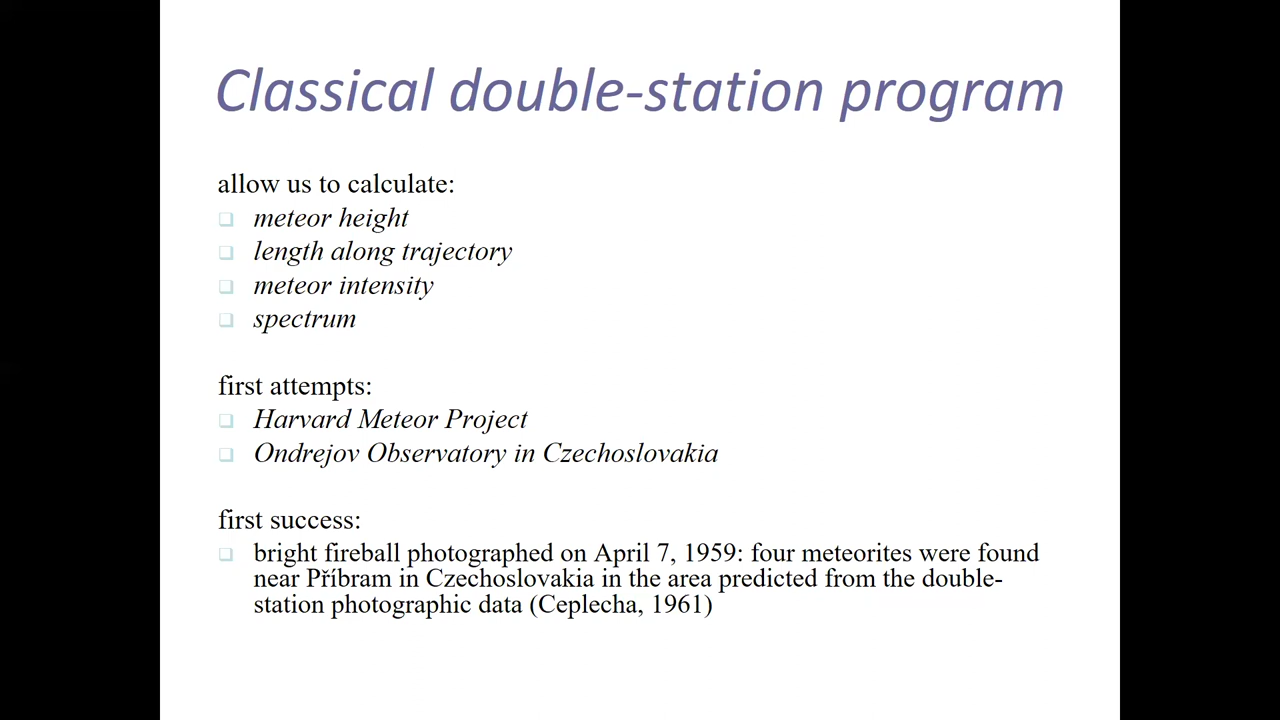 Classical double-station program
allow us to calculate:
meteor height
length along trajectory
meteor intensity
spectrum
first attempts:
Harvard Meteor Project
Ondrejov Observatory in Czechoslovakia
first success:
bright fireball photographed on April 7, 1959: four meteorites were found
near Příbram in Czechoslovakia in the area predicted from the double-
station photographic data (Ceplecha, 1961)